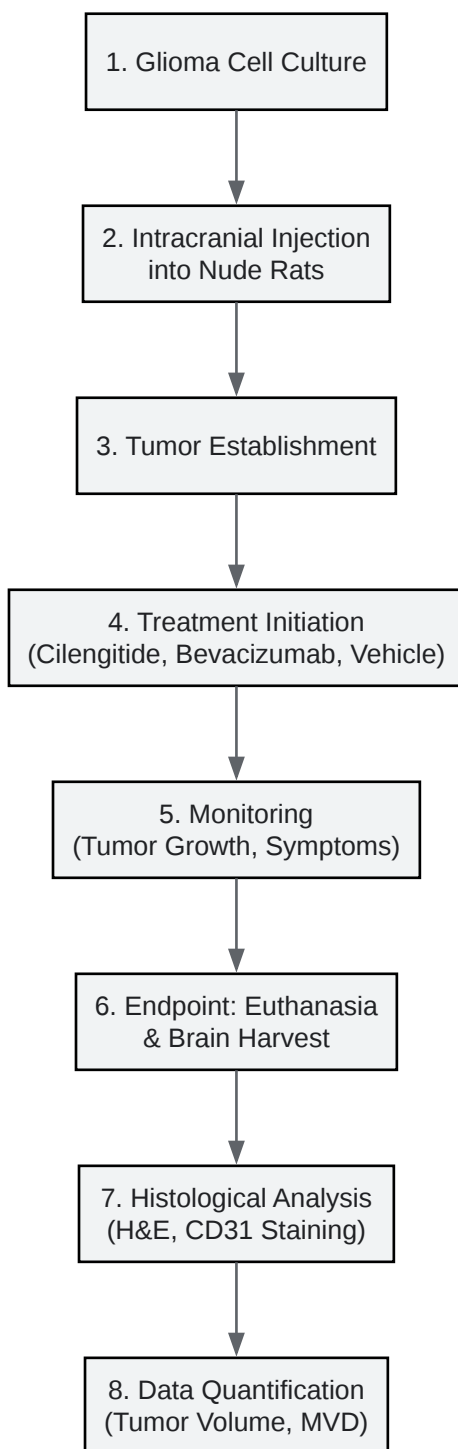 1. Glioma Cell Culture
2. Intracranial Injection
into Nude Rats
3. Tumor Establishment
4. Treatment Initiation
(Cilengitide, Bevacizumab, Vehicle)
5. Monitoring
(Tumor Growth, Symptoms)
6. Endpoint: Euthanasia
& Brain Harvest
7. Histological Analysis
(H&E, CD31 Staining)
8. Data Quantification
(Tumor Volume, MVD)